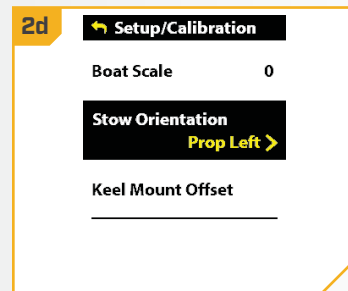 2d
Setup/Calibration
Boat Scale 0
Stow Orientation
Prop Left >
Keel Mount Offset